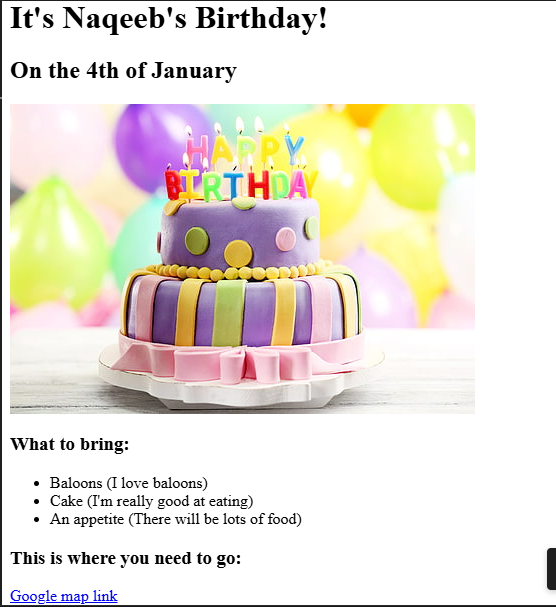 It's Naqeeb's Birthday!
On the 4th of January
HAPPY
BIRTHDAY
What to bring:
Baloons (I love baloons)
Cake (I'm really good at eating)
An appetite (There will be lots of food)
This is where you need to go:
Google map link